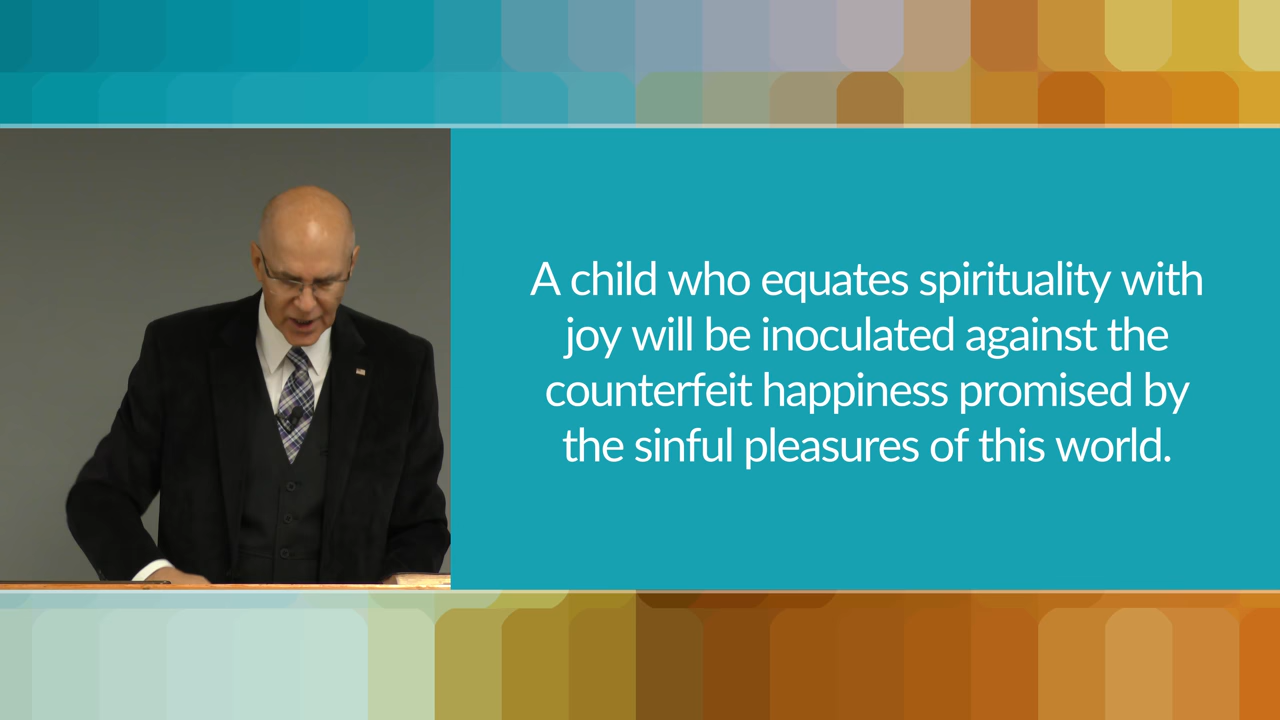 A child who equates spirituality with
joy will be inoculated against the
counterfeit happiness promised by
the sinful pleasures of this world.